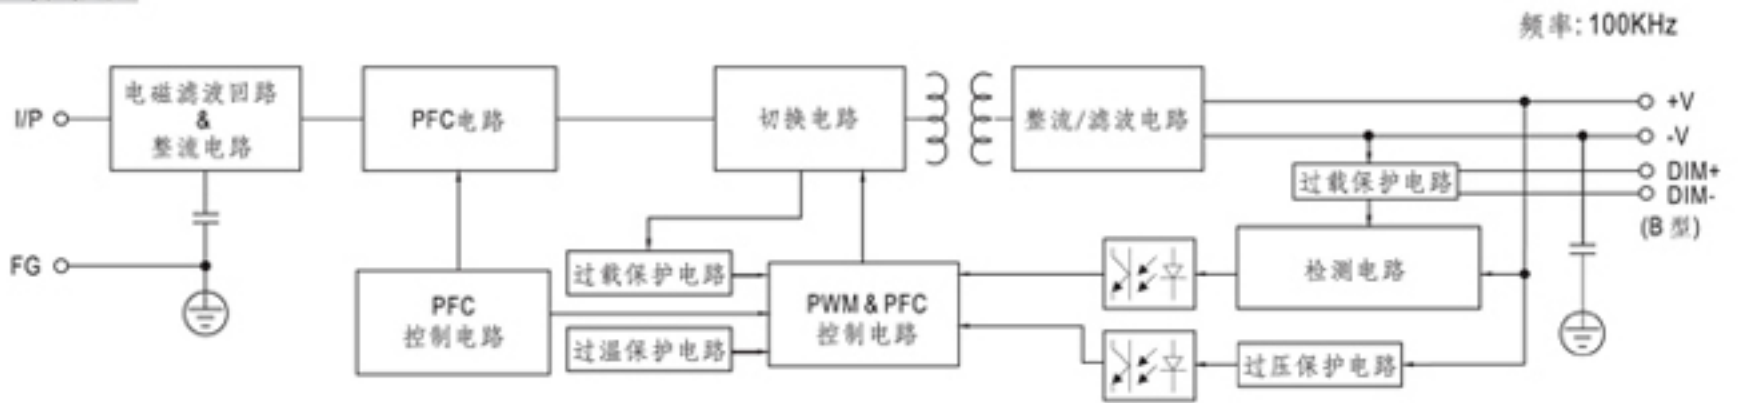 频率: 100KHz
I/P
电磁滤波回路
&
整流电路
PFC电路
切换电路
整流/滤波电路
+V
-V
过载保护电路
DIM+
DIM-
(B 型)
FG
过载保护电路
PFC
控制电路
过温保护电路
PWM & PFC
控制电路
检测电路
过压保护电路